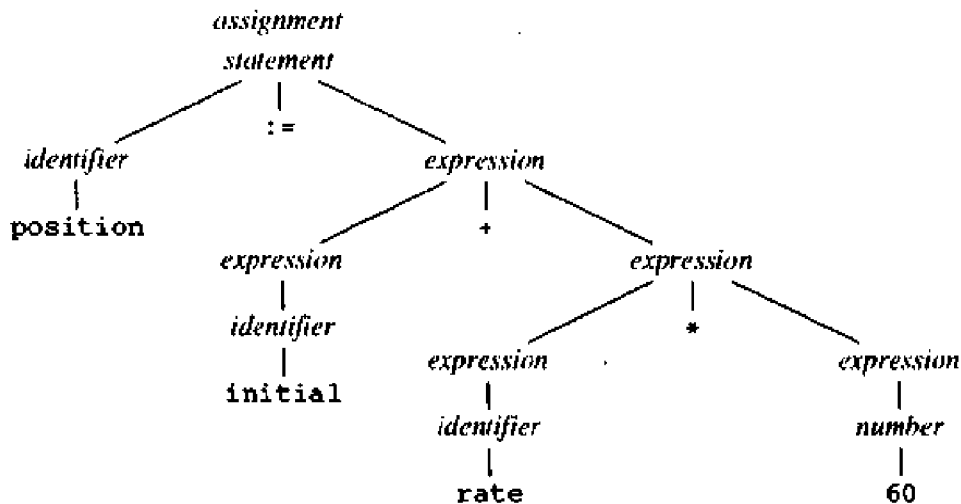 assignment
statement
:=
identifier
expression
position
+
expression
expression
identifier
*
expression
expression
initial
identifier
number
rate
60